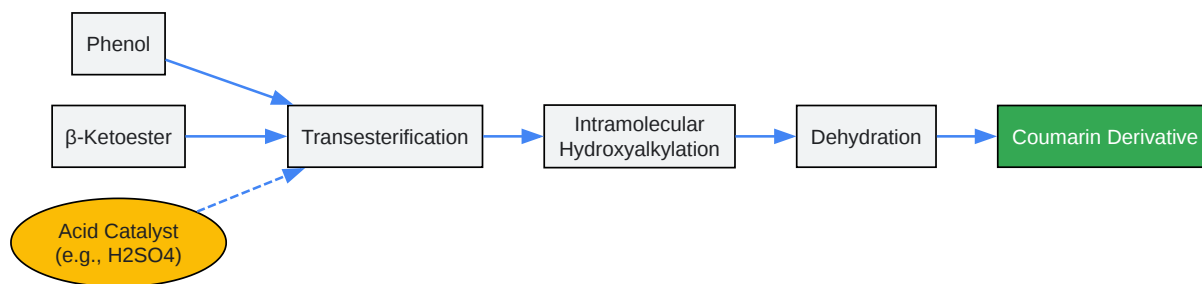 Phenol
β-Ketoester
Acid Catalyst
(e.g., H2SO4)
Transesterification
Intramolecular
Hydroxyalkylation
Dehydration
Coumarin Derivative